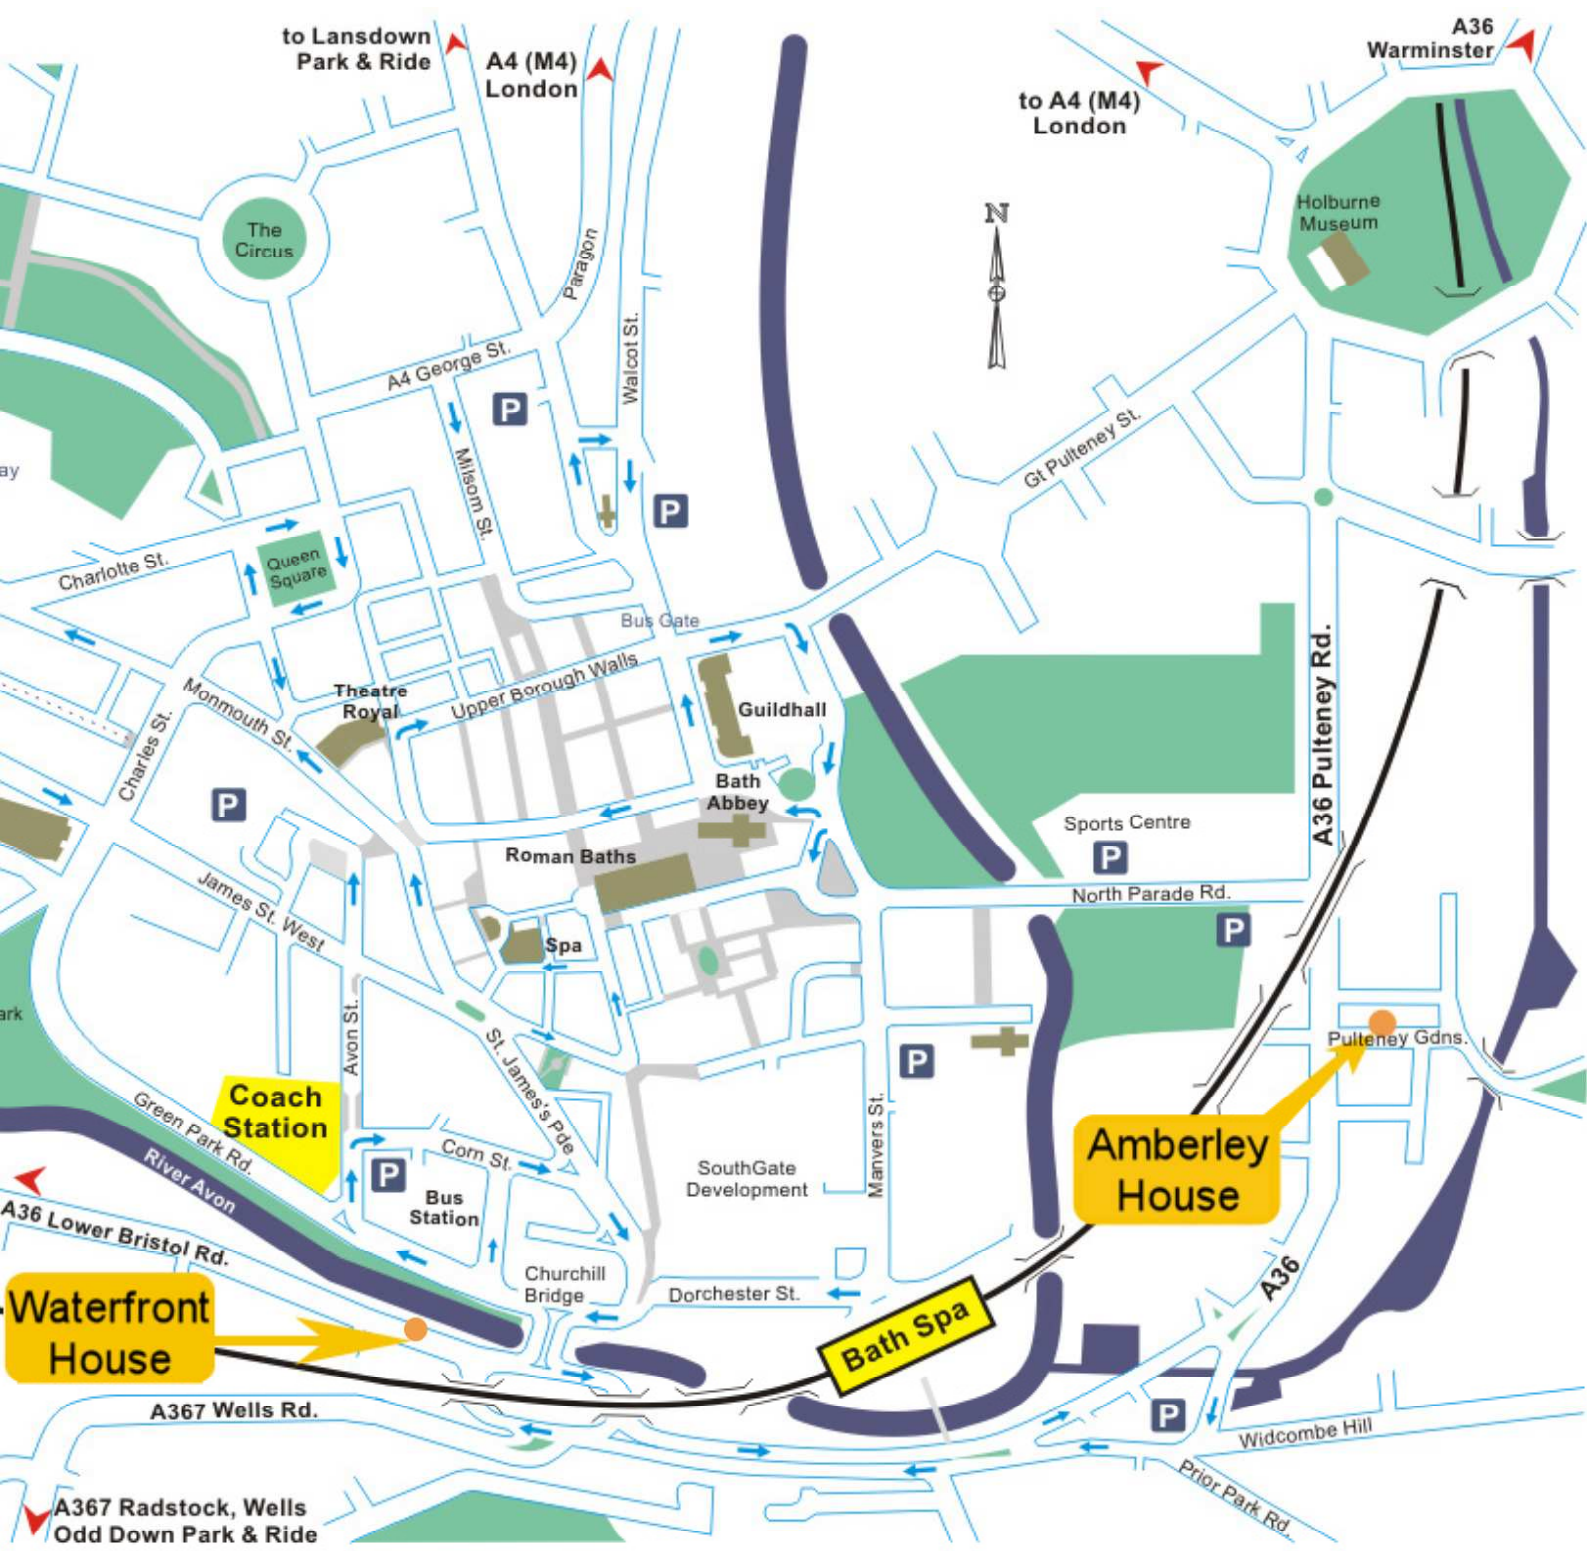 to Lansdown
Park & Ride
A4 (M4)
London
A36
Warminster
to A4 (M4)
London
N
Holburne
Museum
The
Circus
Paragon
Walcot St.
A4 George St.
P
Milsom St.
P
Gt Pulteney St.
ay
Charlotte St.
Queen
Square
Bus Gate
Upper Borough Walls
Theatre
Royal
Monmouth St.
Charles St.
Guildhall
A36 Pulteney Rd.
P
Bath
Abbey
Sports Centre
P
Roman Baths
North Parade Rd.
James St. West
P
Spa
ark
Avon St.
St. James's Pde
Pulteney Gdns.
P
Coach
Station
Green Park Rd.
River Avon
Corn St.
P
Bus
Station
SouthGate
Development
Manvers St.
Amberley
House
A36 Lower Bristol Rd.
Churchill
Bridge
Dorchester St.
A36
Waterfront
House
Bath Spa
A367 Wells Rd.
P
Widcombe Hill
Prior Park Rd.
A367 Radstock, Wells
Odd Down Park & Ride